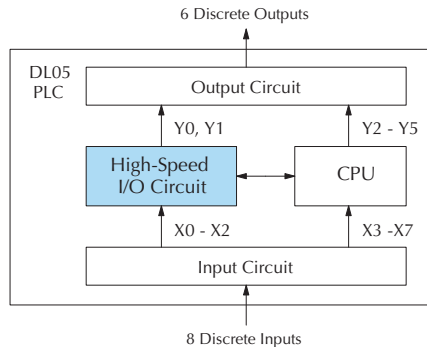 6 Discrete Outputs
DL05
PLC
Output Circuit
Y0, Y1
Y2 - Y5
High-Speed
I/O Circuit
CPU
X0 - X2
X3 -X7
Input Circuit
8 Discrete Inputs